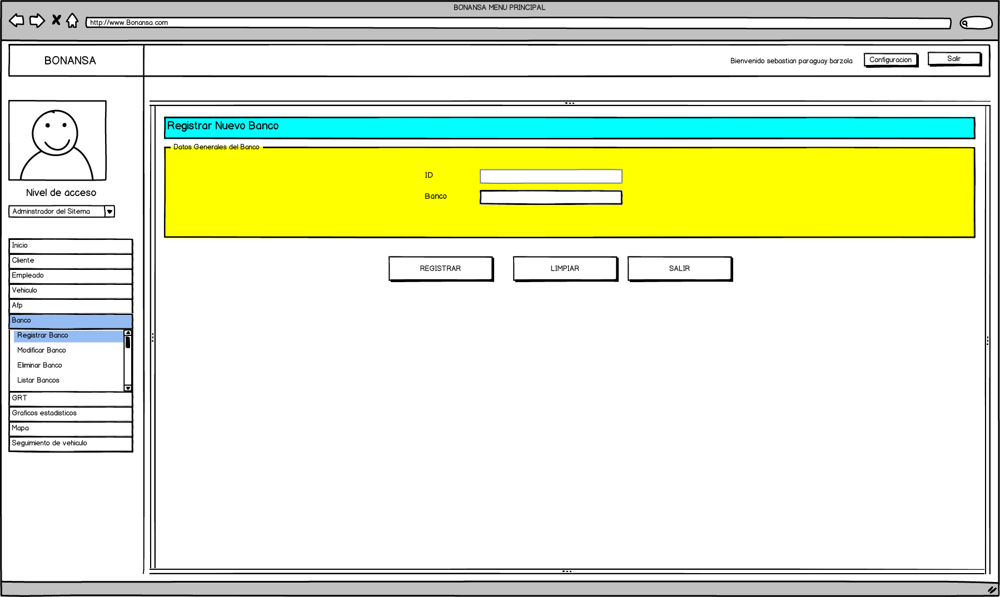 BONANSA MENU PRINCIPAL
http://www.Bonansa.com
BONANSA
Bienvenido sebastian paraguay barzola
Configuracion
Salir
Nivel de acceso
Adminstrador del Sitema
Inicio
Cliente
Empleado
Vehiculo
Afp
Banco
Registrar Banco
Modificar Banco
Eliminar Banco
Listar Bancos
GRT
Graficos estadisticos
Mapa
Seguimiento de vehiculo
Registrar Nuevo Banco
Datos Generales del Banco
ID
Banco
REGISTRAR
LIMPIAR
SALIR